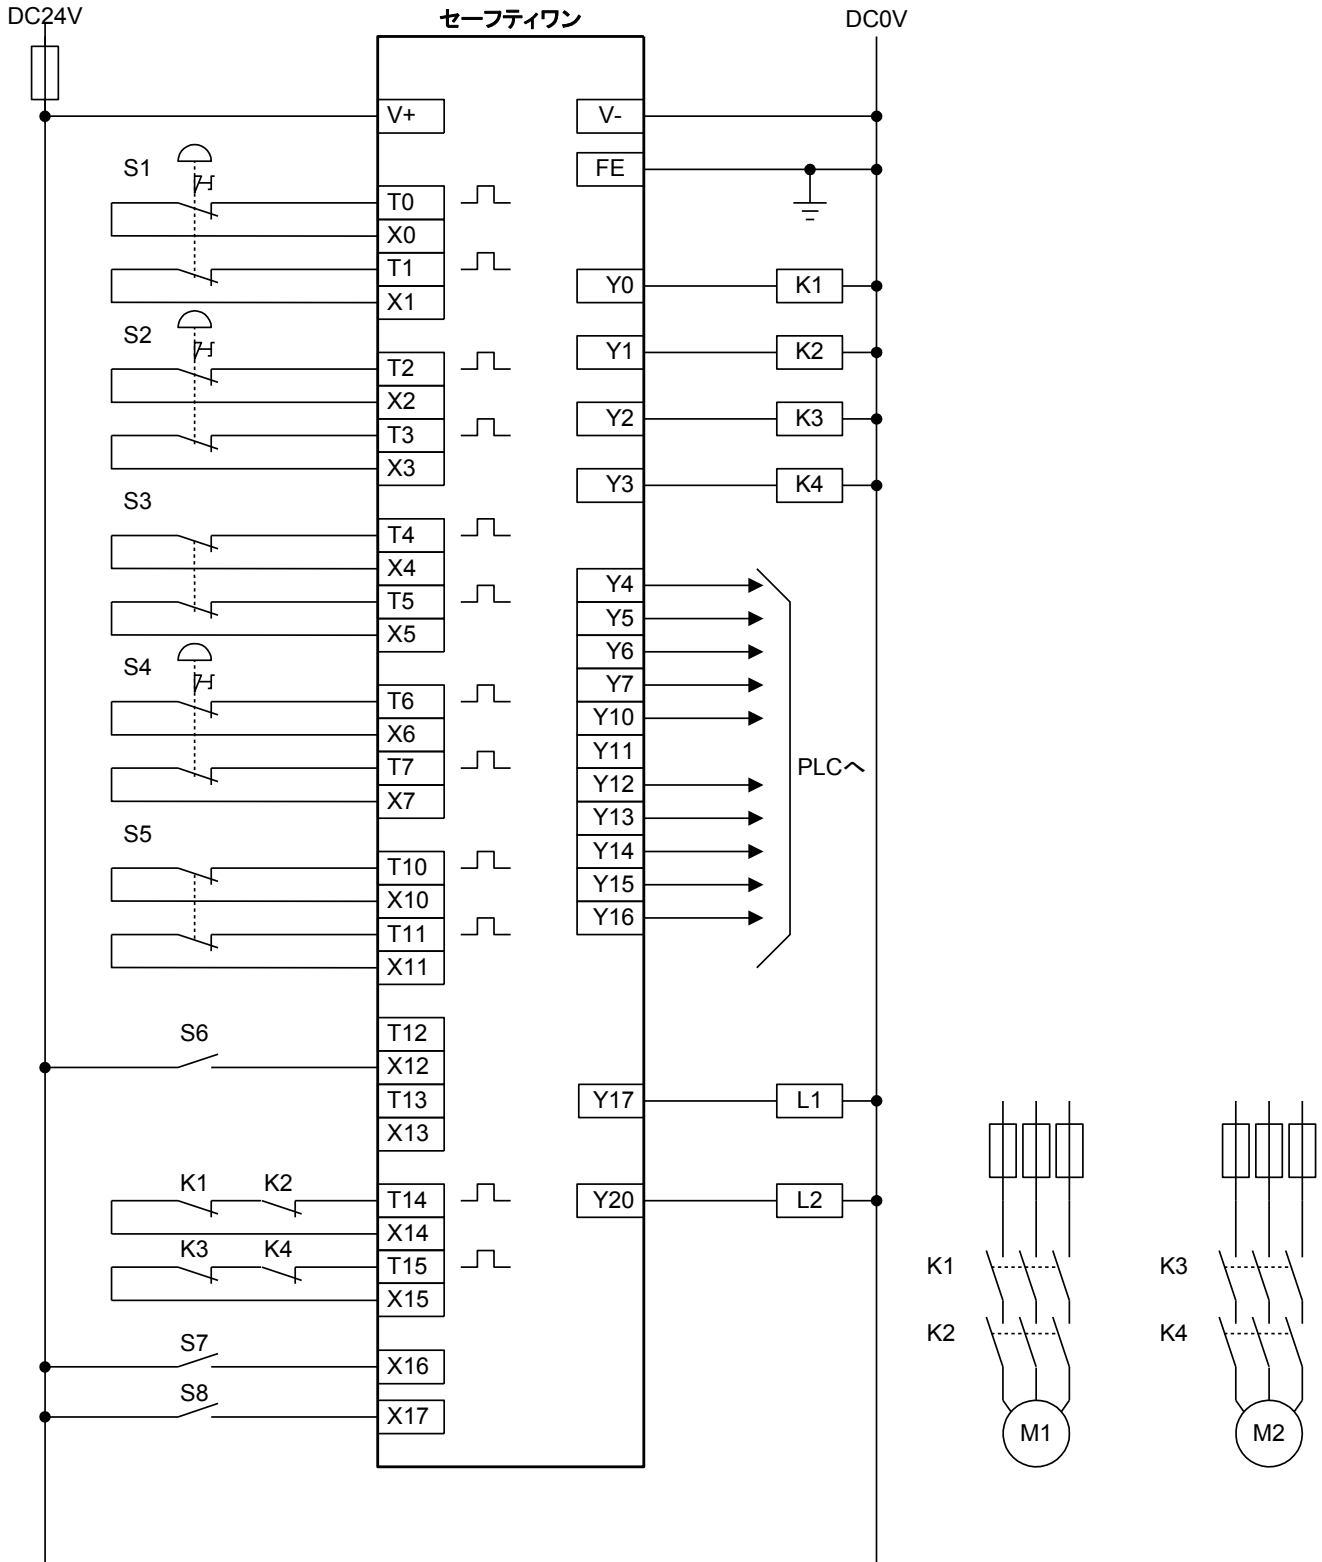 DC24V
セーフティワン
DC0V
V+
V-
S1
FE
T0
X0
T1
Y0
K1
X1
S2
Y1
K2
T2
X2
Y2
K3
T3
X3
Y3
K4
S3
T4
X4
Y4
T5
Y5
X5
Y6
S4
Y7
T6
Y10
X6
Y11
T7
PLCへ
Y12
X7
Y13
S5
Y14
T10
Y15
X10
Y16
T11
X11
S6
T12
X12
T13
Y17
L1
X13
K1
K2
T14
Y20
L2
X14
K3
K4
T15
K1
K3
X15
S7
K2
K4
X16
S8
X17
M1
M2